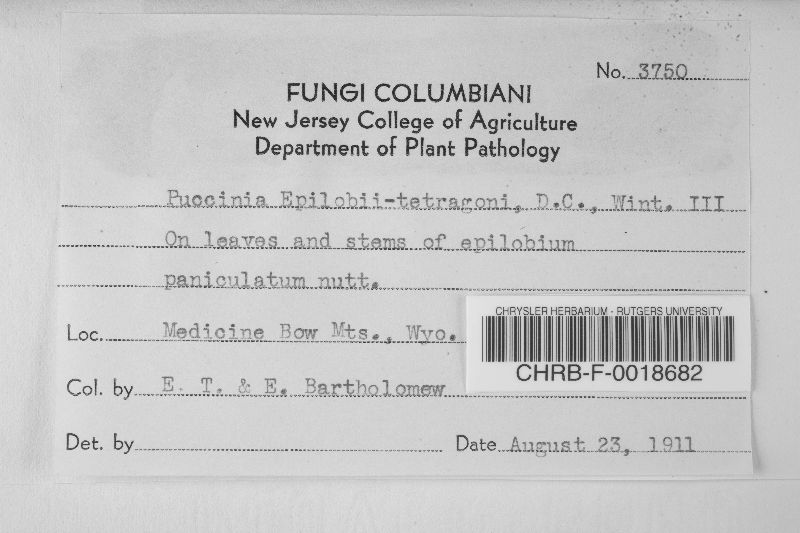 No. 3750
FUNGI COLUMBIANI
New Jersey College of Agriculture
Department of Plant Pathology
Puccinia Epilobii-tetragoni, D.C., Wint. III
On leaves and stems of epilobium
paniculatum nutt.
Loc. Medicine Bow Mts., Wyo.
CHRYSLER HERBARIUM - RUTGERS UNIVERSITY
CHRB-F-0018682
Col. by E. T. & E. Bartholomew
Det. by
Date August 23, 1911